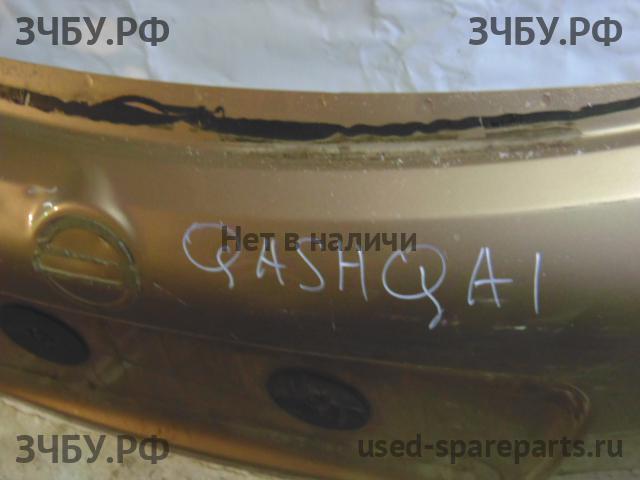 ЗЧБУ.РФ ЗЧБУ.РФ
Нет в наличи
QASHQAI
ЗЧБУ.РФ used-spareparts.ru